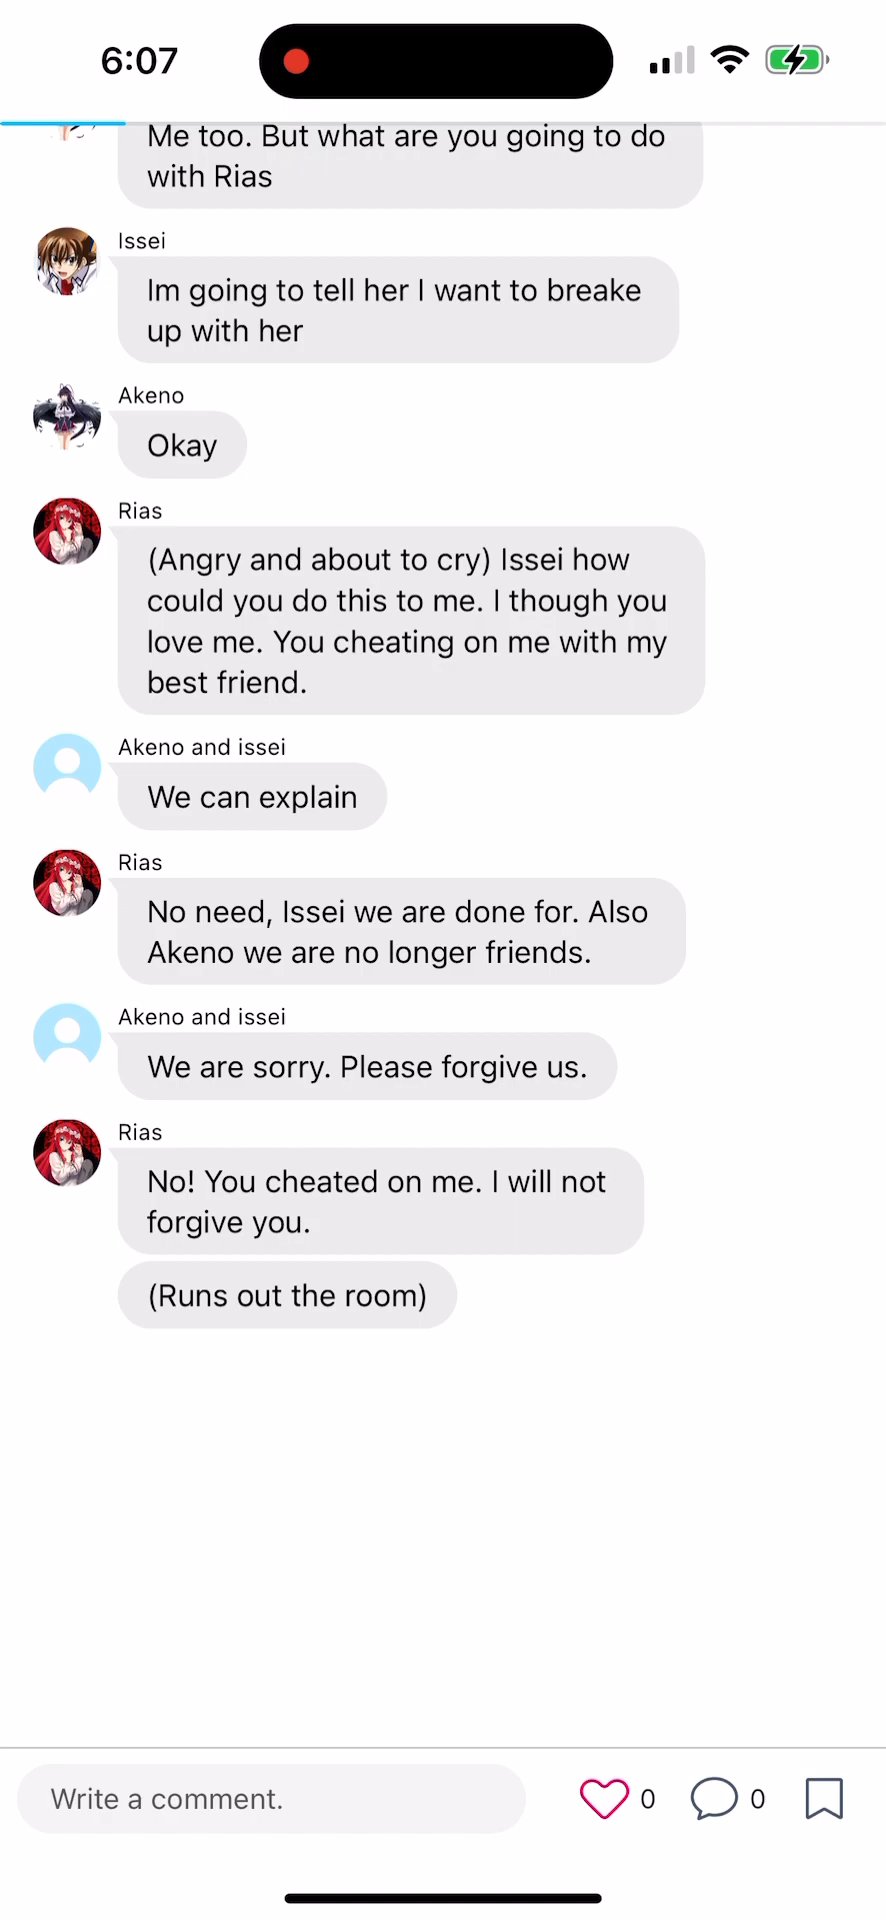 6:07
Me too. But what are you going to do
with Rias
Issei
Im going to tell her I want to breake
up with her
Akeno
Okay
Rias
(Angry and about to cry) Issei how
could you do this to me. I though you
love me. You cheating on me with my
best friend.
Akeno and issei
We can explain
Rias
No need, Issei we are done for. Also
Akeno we are no longer friends.
Akeno and issei
We are sorry. Please forgive us.
Rias
No! You cheated on me. I will not
forgive you.
(Runs out the room)
Write a comment.
0
0